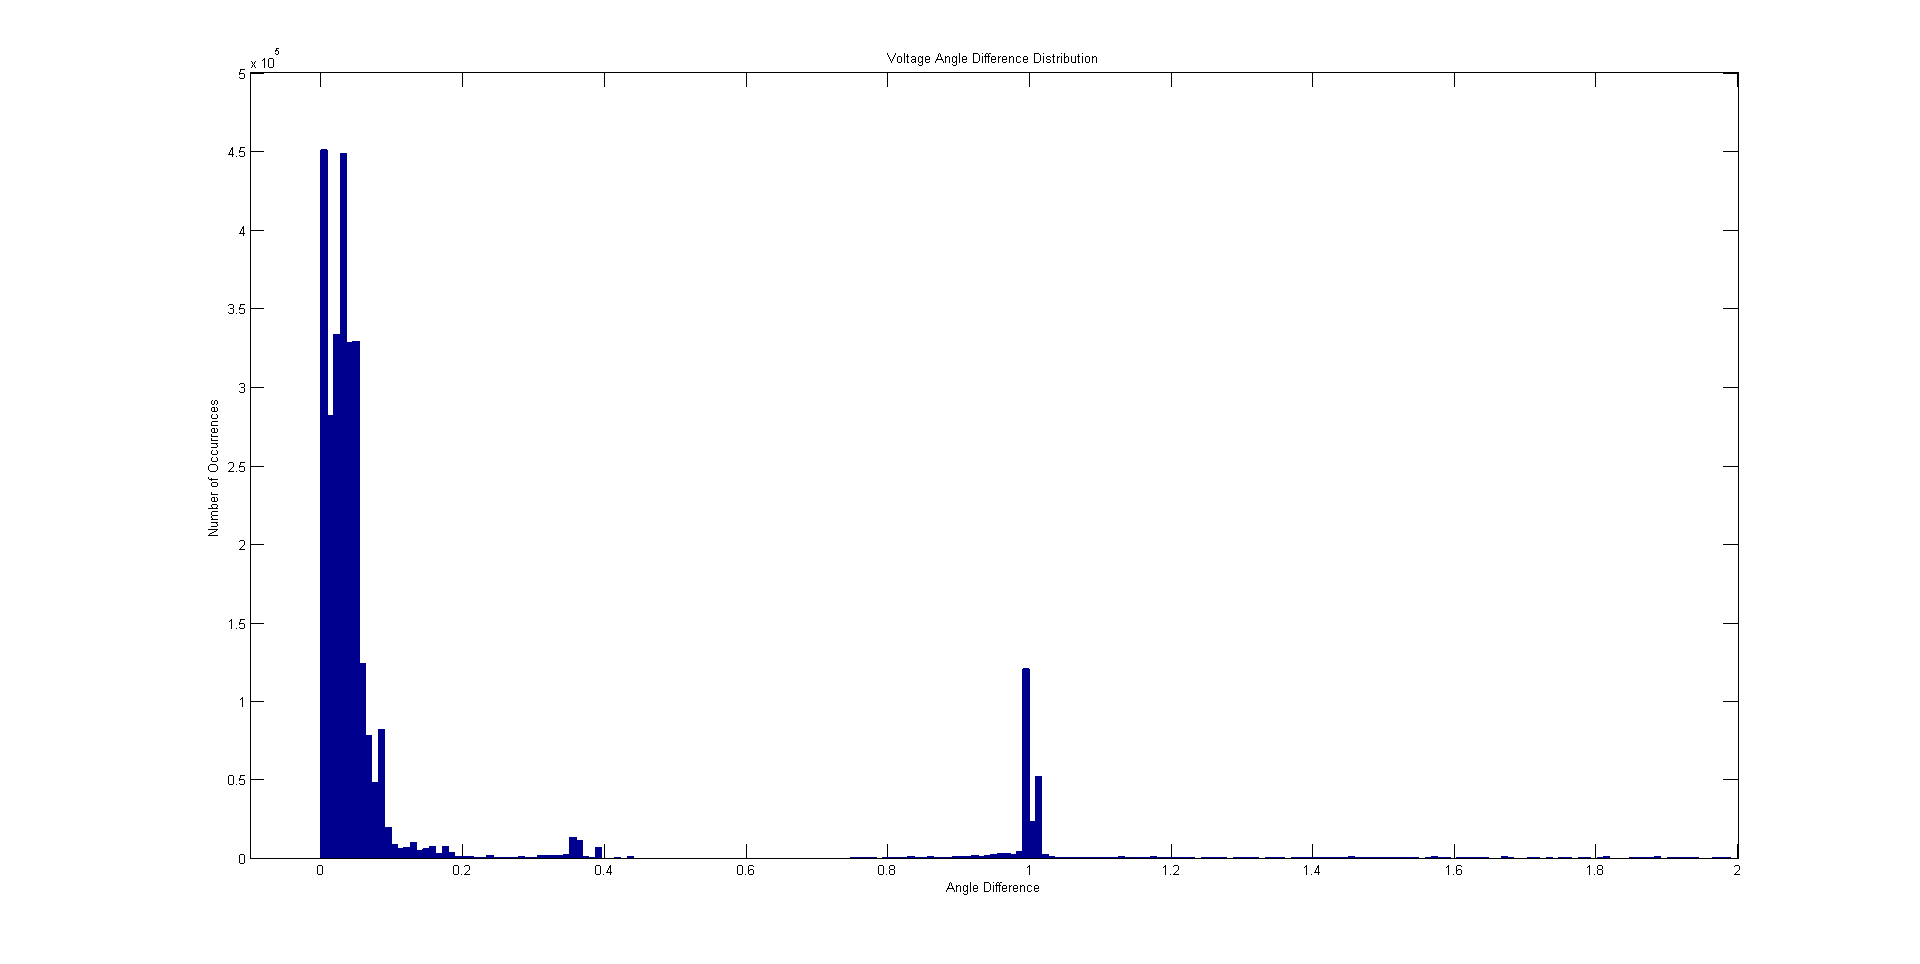 Voltage Angle Difference Distribution
x 10^5
5
4.5
4
3.5
3
2.5
2
1.5
1
0.5
0
Number of Occurrences
0 0.2 0.4 0.6 0.8 1 1.2 1.4 1.6 1.8 2
Angle Difference